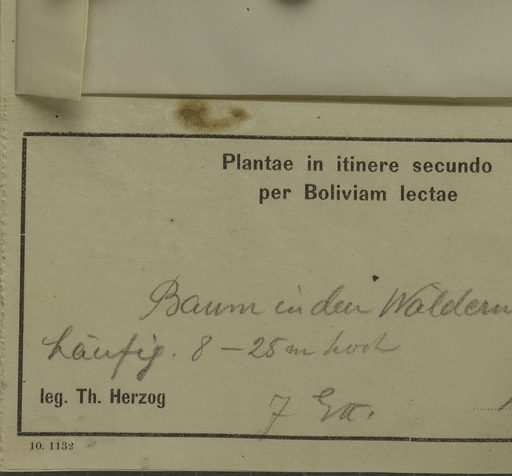 Plantae in itinere secundo
per Boliviam lectae
Baum in den Wäldern
häufig. 8 – 25 m hoch
leg. Th. Herzog
7
10. 1132